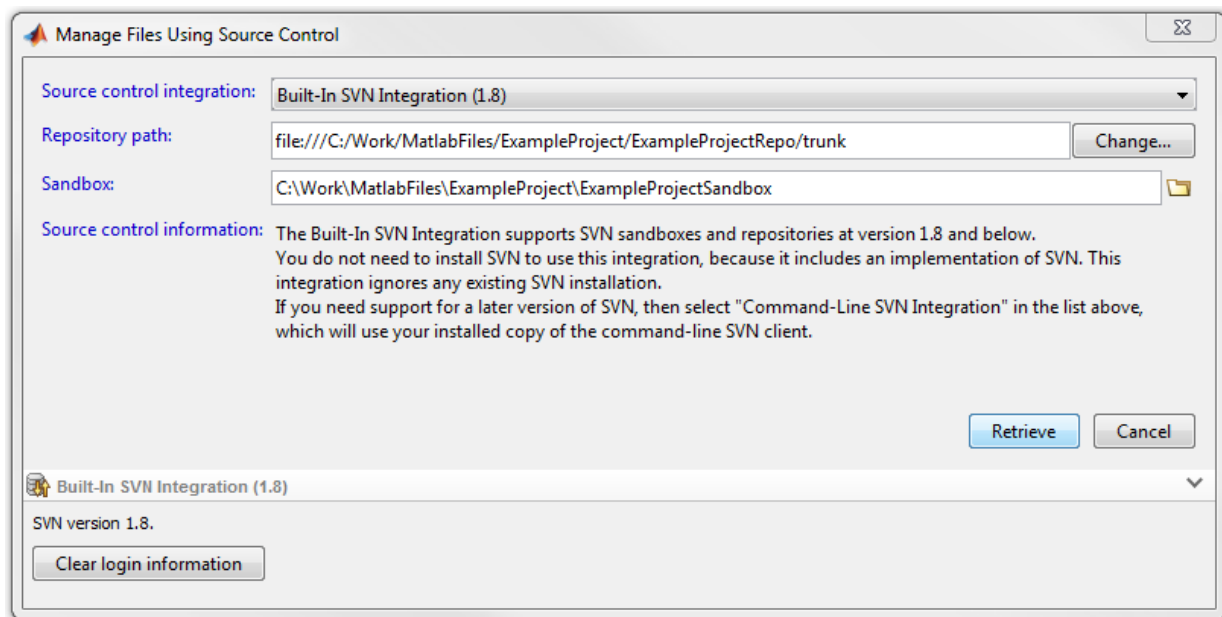 Manage Files Using Source Control
Source control integration: Built-In SVN Integration (1.8)
Repository path: file:///C:/Work/MatlabFiles/ExampleProject/ExampleProjectRepo/trunk Change...
Sandbox: C:\Work\MatlabFiles\ExampleProject\ExampleProjectSandbox
Source control information: The Built-In SVN Integration supports SVN sandboxes and repositories at version 1.8 and below.
You do not need to install SVN to use this integration, because it includes an implementation of SVN. This
integration ignores any existing SVN installation.
If you need support for a later version of SVN, then select "Command-Line SVN Integration" in the list above,
which will use your installed copy of the command-line SVN client.
Retrieve Cancel
Built-In SVN Integration (1.8)
SVN version 1.8.
Clear login information